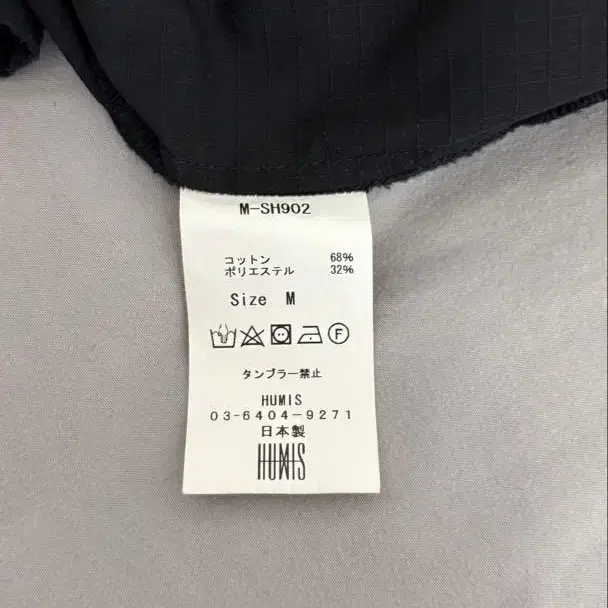 M-SH902
コットン 68%
ポリエステル 32%
Size M
F
タンブラー禁止
HUMIS
03-6404-9271
日本製
HUMIS